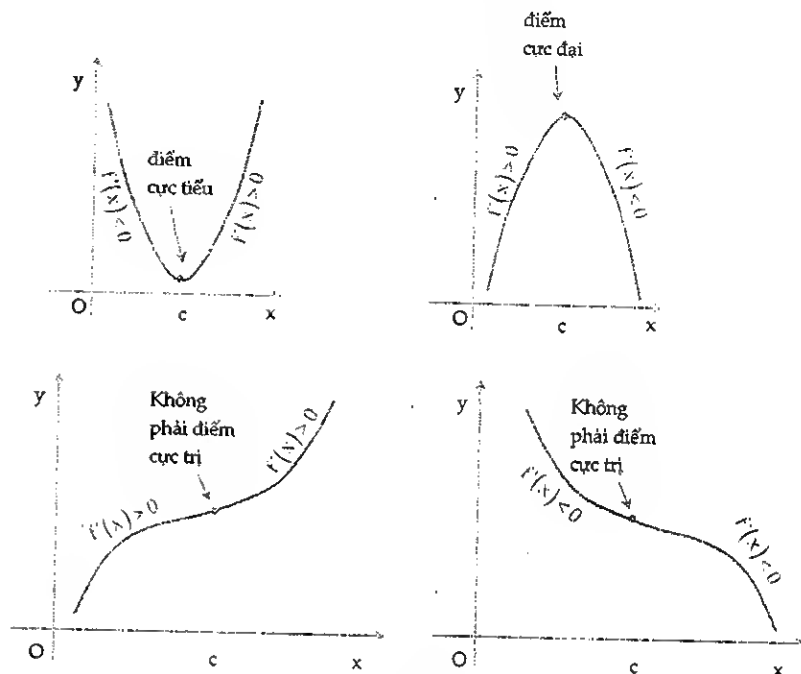 y
điểm
cực tiểu
f'(x)<0
f'(x)>0
O
c
x
điểm
cực đại
y
f'(x)>0
f'(x)<0
O
c
x
y
Không
phải điểm
cực trị
f'(x)>0
f'(x)>0
O
c
x
y
Không
phải điểm
cực trị
f'(x)<0
f'(x)<0
O
c
x